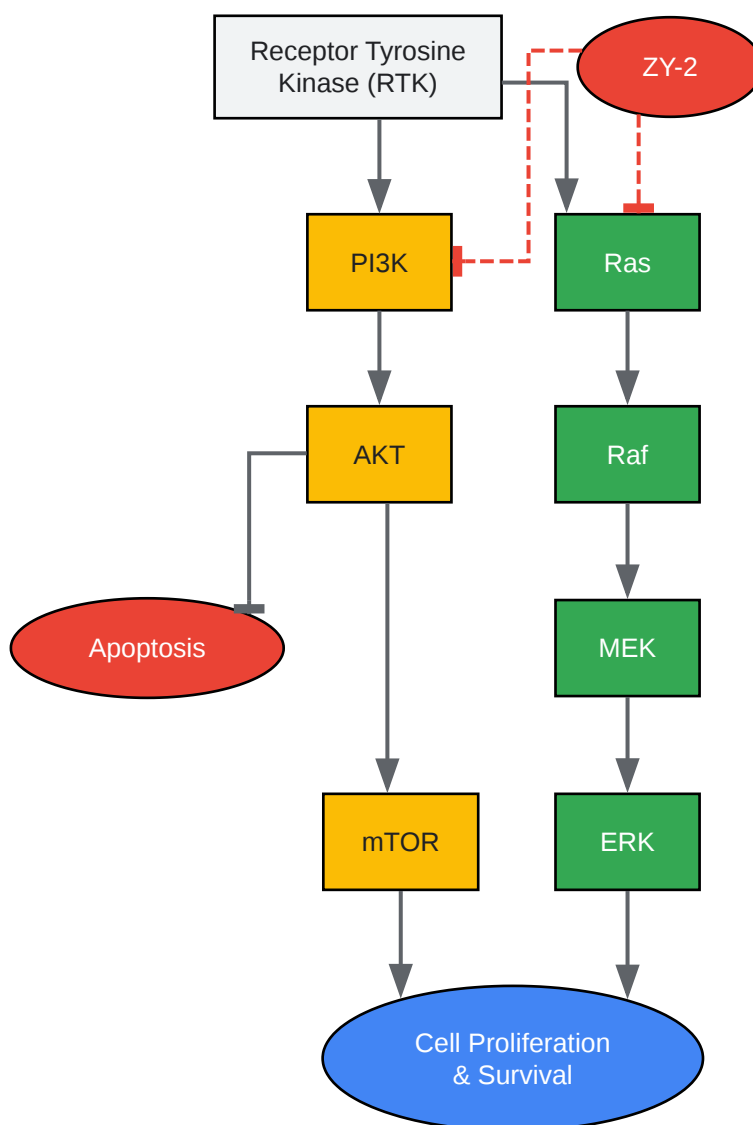 Receptor Tyrosine
Kinase (RTK)
ZY-2
PI3K
Ras
AKT
Raf
Apoptosis
MEK
mTOR
ERK
Cell Proliferation
& Survival